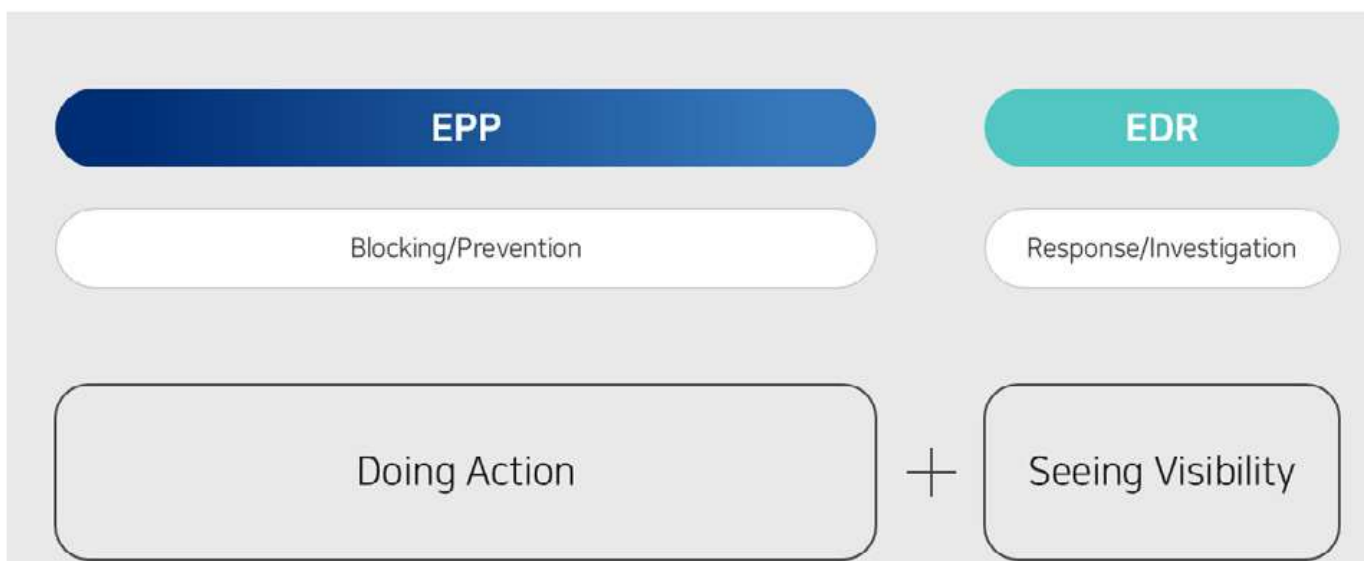 EPP
EDR
Blocking/Prevention
Response/Investigation
Doing Action
+
Seeing Visibility